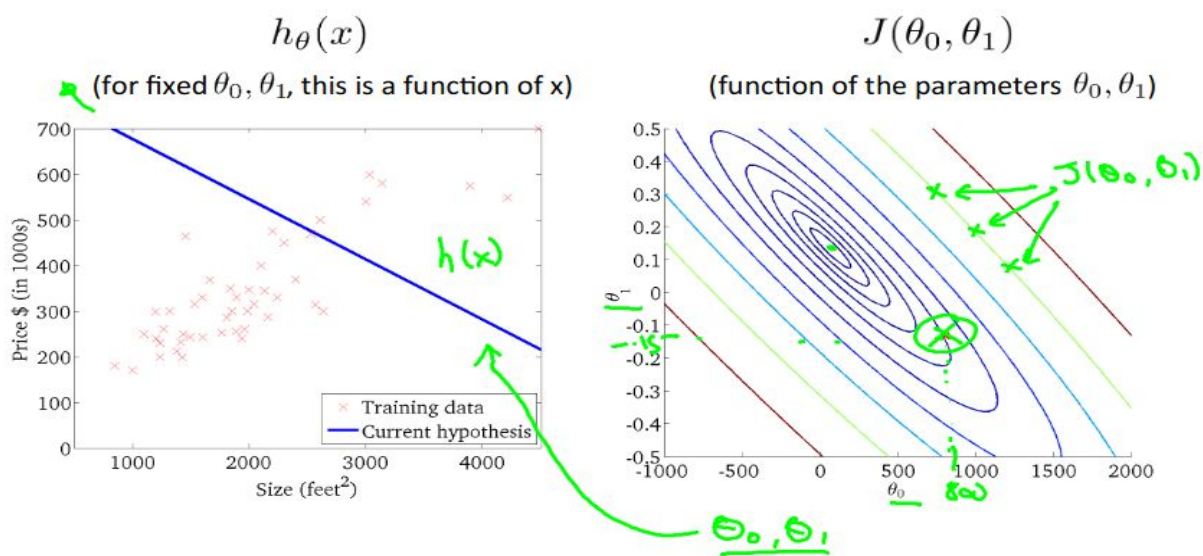 hθ(x)
(for fixed θ0, θ1, this is a function of x)
700
600
500
400
300
200
100
0
Price $ (in 1000s)
1000 2000 3000 4000
Size (feet²)
Training data
Current hypothesis
h(x)
J(θ0, θ1)
(function of the parameters θ0, θ1)
0.5
0.4
0.3
0.2
0.1
0
-0.1
-0.2
-0.3
-0.4
-0.5
θ1
-1000 -500 0 500 1000 1500 2000
θ0
J(θ0, θ1)
-.15
800
θ0, θ1